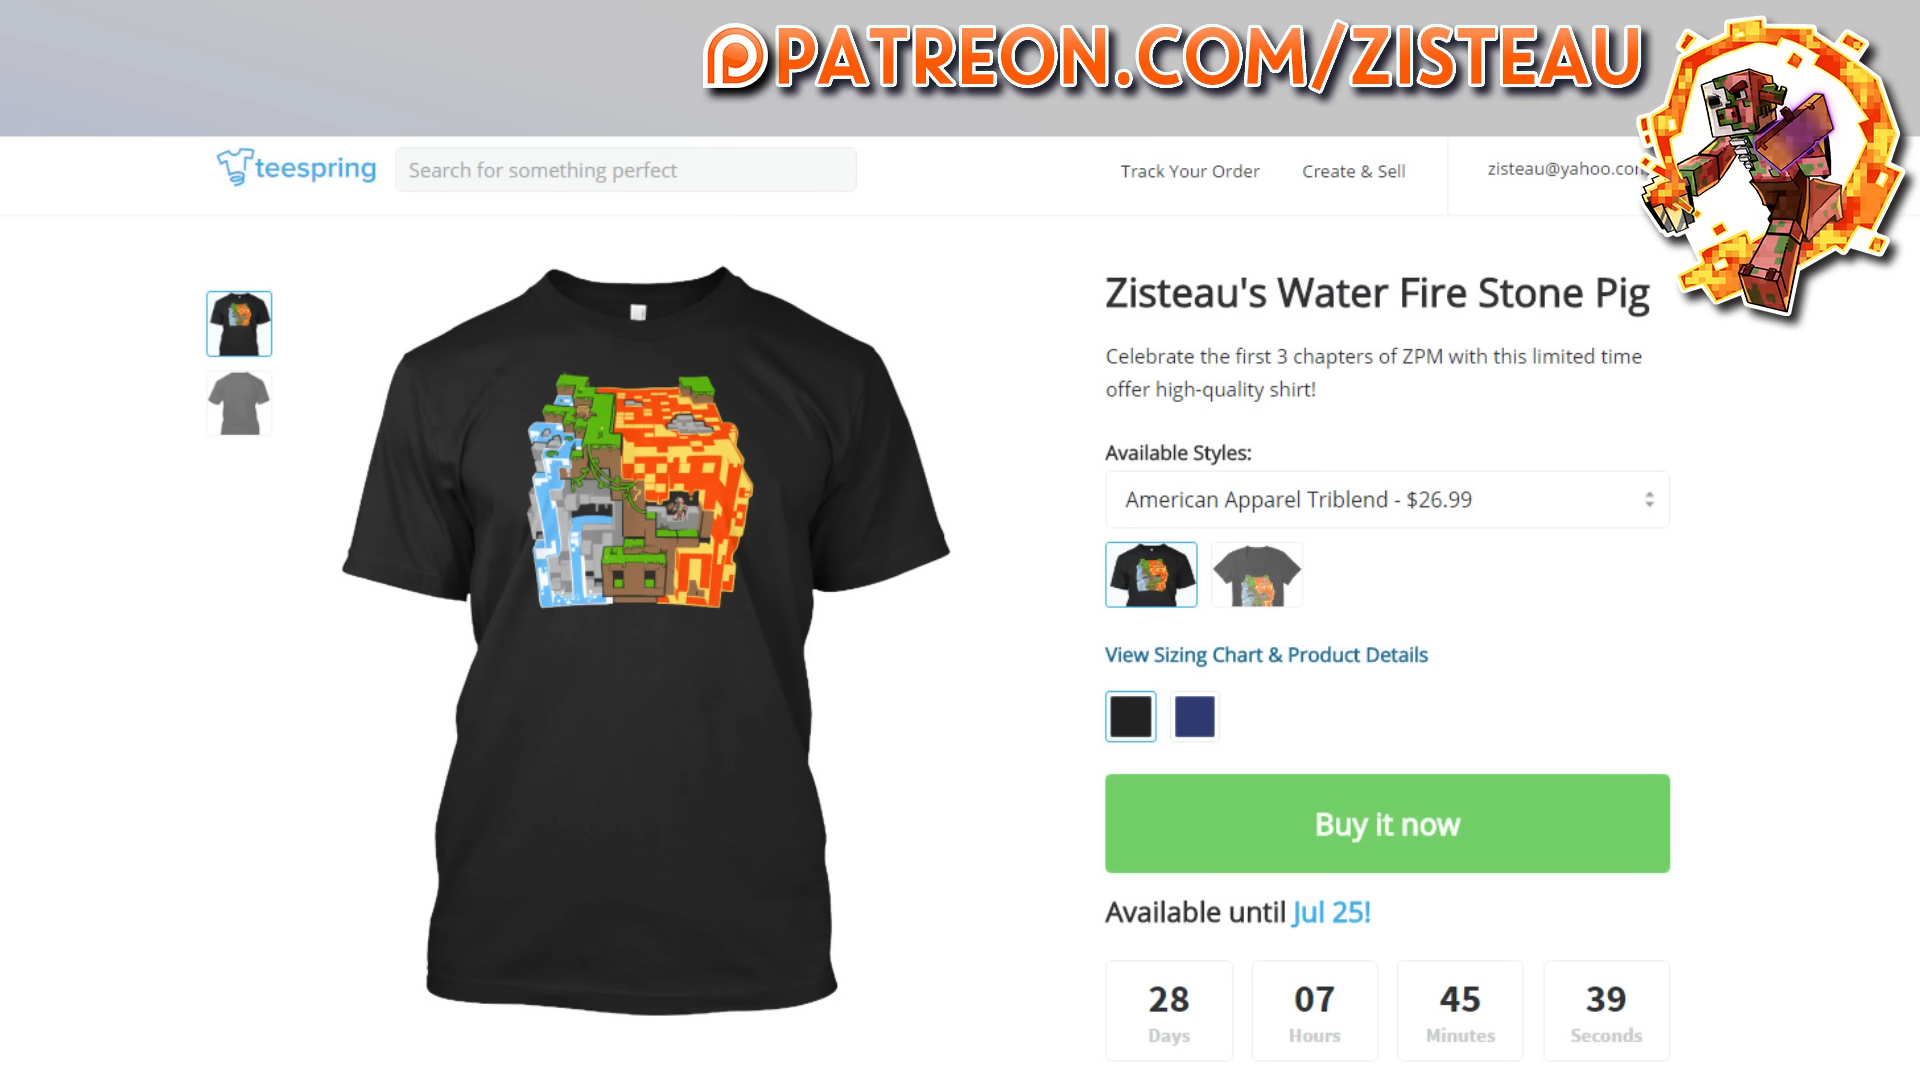 PATREON.COM/ZISTEAU
teespring
Search for something perfect
Track Your Order
Create & Sell
zisteau@yahoo.com
Zisteau's Water Fire Stone Pig
Celebrate the first 3 chapters of ZPM with this limited time
offer high-quality shirt!
Available Styles:
American Apparel Triblend - $26.99
View Sizing Chart & Product Details
Buy it now
Available until Jul 25!
28 07 45 39
Days Hours Minutes Seconds